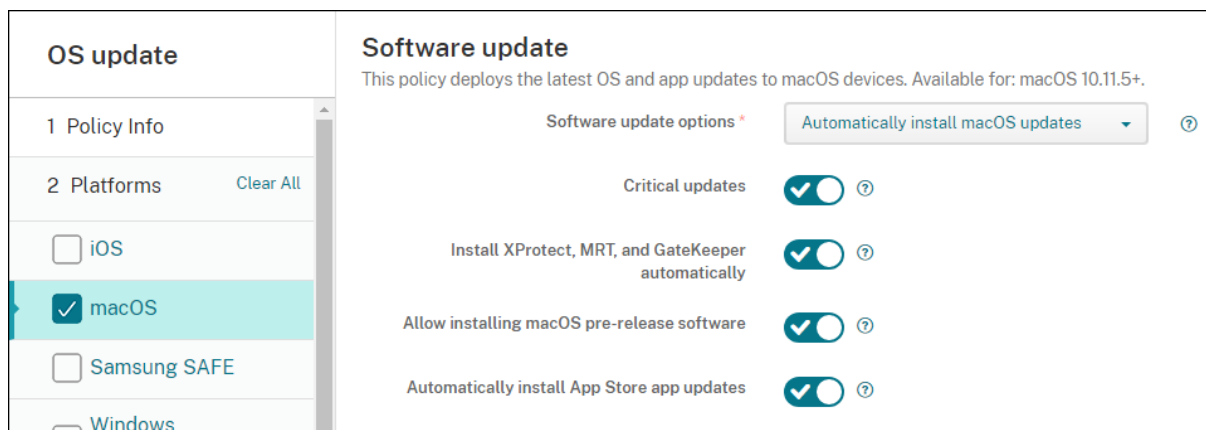 OS update
1 Policy Info
2 Platforms Clear All
iOS
macOS
Samsung SAFE
Windows
Software update
This policy deploys the latest OS and app updates to macOS devices. Available for: macOS 10.11.5+.
Software update options * Automatically install macOS updates
Critical updates
Install XProtect, MRT, and GateKeeper
automatically
Allow installing macOS pre-release software
Automatically install App Store app updates